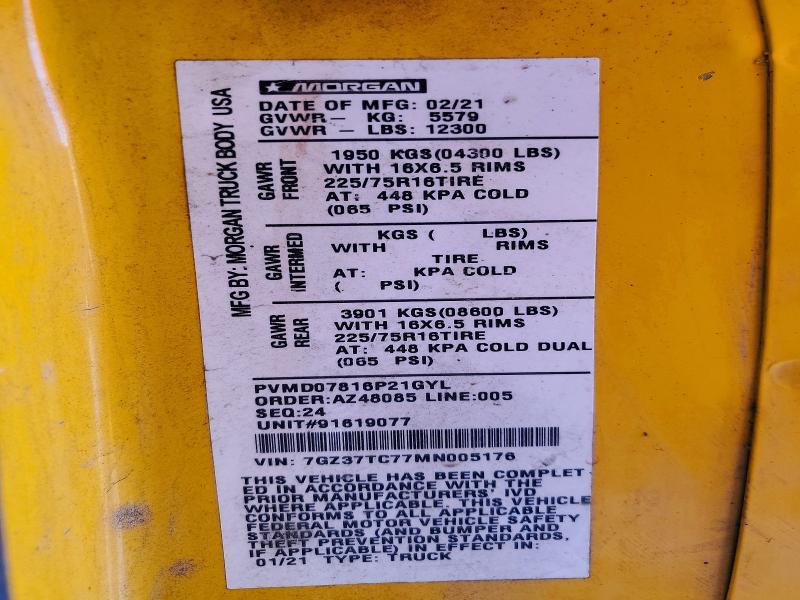 MORGAN
DATE OF MFG: 02/21
GVWR- KG: 5579
GVWR - LBS: 12300
MFG BY: MORGAN TRUCK BODY USA
GAWR FRONT
1950 KGS(04300 LBS)
WITH 16X6.5 RIMS
225/75R16TIRE
AT: 448 KPA COLD
(065 PSI)
GAWR INTERMED
KGS ( LBS)
WITH RIMS
TIRE
AT: KPA COLD
( PSI)
GAWR REAR
3901 KGS(08600 LBS)
WITH 16X6.5 RIMS
225/75R16TIRE
AT: 448 KPA COLD DUAL
(065 PSI)
PVMD07816P21GYL
ORDER:AZ48085 LINE:005
SEQ:24
UNIT#91619077
VIN: 7GZ37TC77MN005176
THIS VEHICLE HAS BEEN COMPLET
ED IN ACCORDANCE WITH THE
PRIOR MANUFACTURERS' IVD,
WHERE APPLICABLE. THIS VEHICLE
CONFORMS TO ALL APPLICABLE
FEDERAL MOTOR VEHICLE SAFETY
STANDARDS (AND BUMPER AND
THEFT PREVENTION STANDARDS,
IF APPLICABLE) IN EFFECT IN:
01/21 TYPE: TRUCK